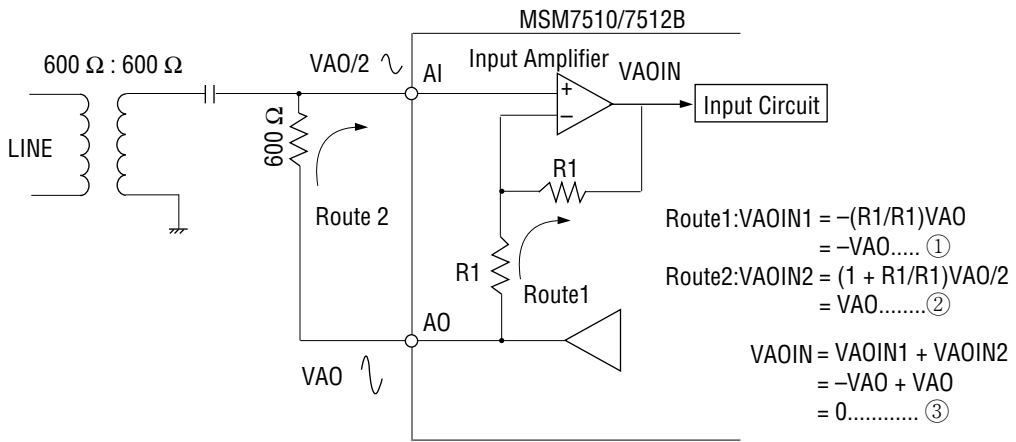 MSM7510/7512B
600 Ω : 600 Ω
VAO/2
AI
Input Amplifier
VAOIN
+
–
Input Circuit
LINE
600 Ω
Route 2
R1
R1
Route1
AO
VAO
Route1:VAOIN1 = –(R1/R1)VAO
= –VAO..... ①
Route2:VAOIN2 = (1 + R1/R1)VAO/2
= VAO........②
VAOIN = VAOIN1 + VAOIN2
= –VAO + VAO
= 0............ ③